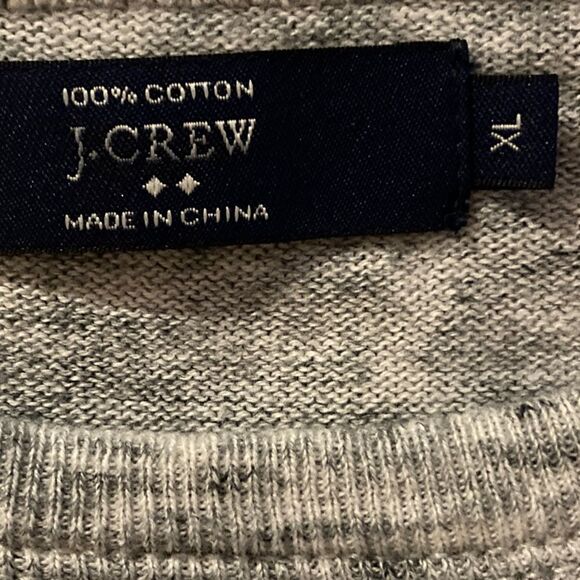 100% COTTON
J.CREW
MADE IN CHINA
XL